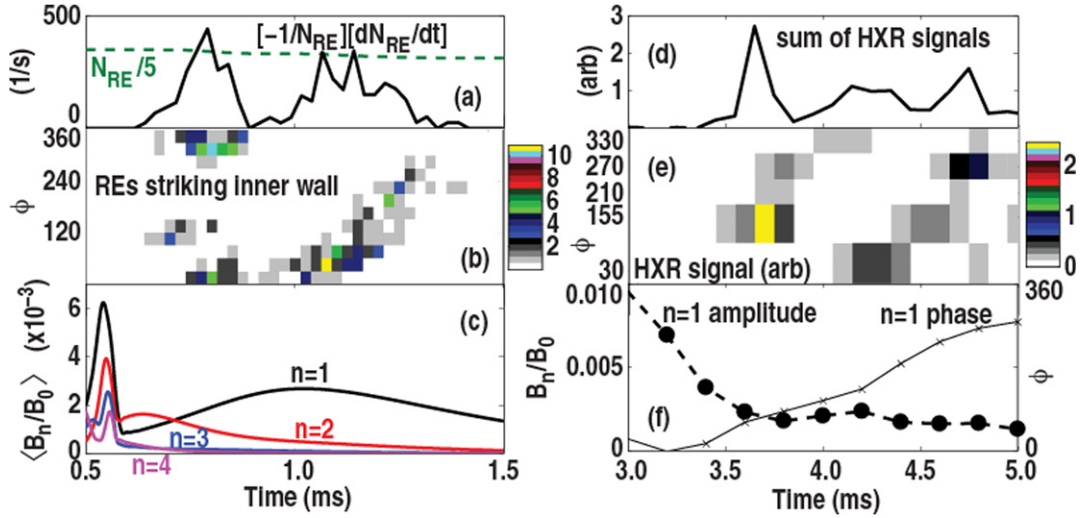 500
(1/s)
0
[-1/N_RE][dN_RE/dt]
N_RE/5
(a)
360
240
120
ϕ
REs striking inner wall
(b)
10
8
6
4
2
6
4
2
0
⟨B_n/B_0⟩ (x10⁻³)
(c)
n=1
n=2
n=3
n=4
0.5
1.0
1.5
Time (ms)
3
2
1
0
(arb)
(d)
sum of HXR signals
330
270
210
155
90
30
ϕ
(e)
HXR signal (arb)
2
1
0
0.010
0.005
0
B_n/B_0
n=1 amplitude
n=1 phase
(f)
360
ϕ
0
3.0
3.5
4.0
4.5
5.0
Time (ms)